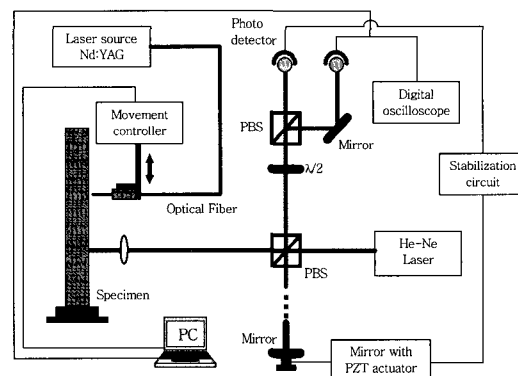 Laser source
Nd:YAG
Photo
detector
Movement
controller
PBS
Mirror
Digital
oscilloscope
λ/2
Stabilization
circuit
Optical Fiber
He-Ne
Laser
PBS
Specimen
PC
Mirror
Mirror with
PZT actuator